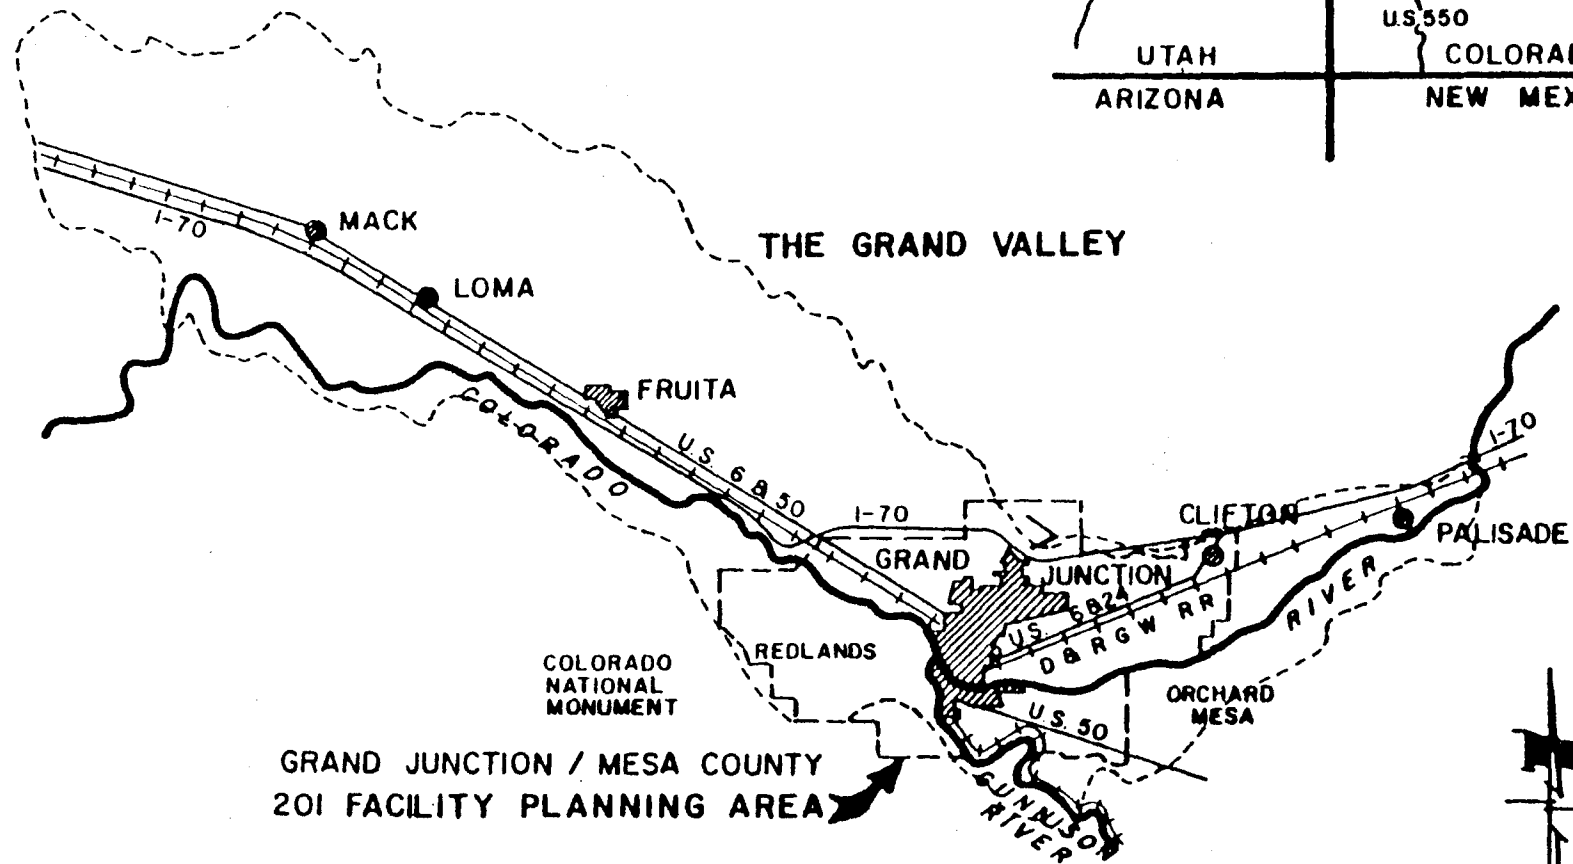 U.S. 550
UTAH
COLORA
ARIZONA
NEW MEX
I-70
MACK
THE GRAND VALLEY
LOMA
FRUITA
COLORADO
U.S. 6 & 50
I-70
I-70
CLIFTON
PALISADE
GRAND
JUNCTION
U.S. 6 & 24
D & R G W RR
RIVER
REDLANDS
COLORADO
NATIONAL
MONUMENT
ORCHARD
MESA
U.S. 50
GRAND JUNCTION / MESA COUNTY
201 FACILITY PLANNING AREA
GUNNISON
RIVER